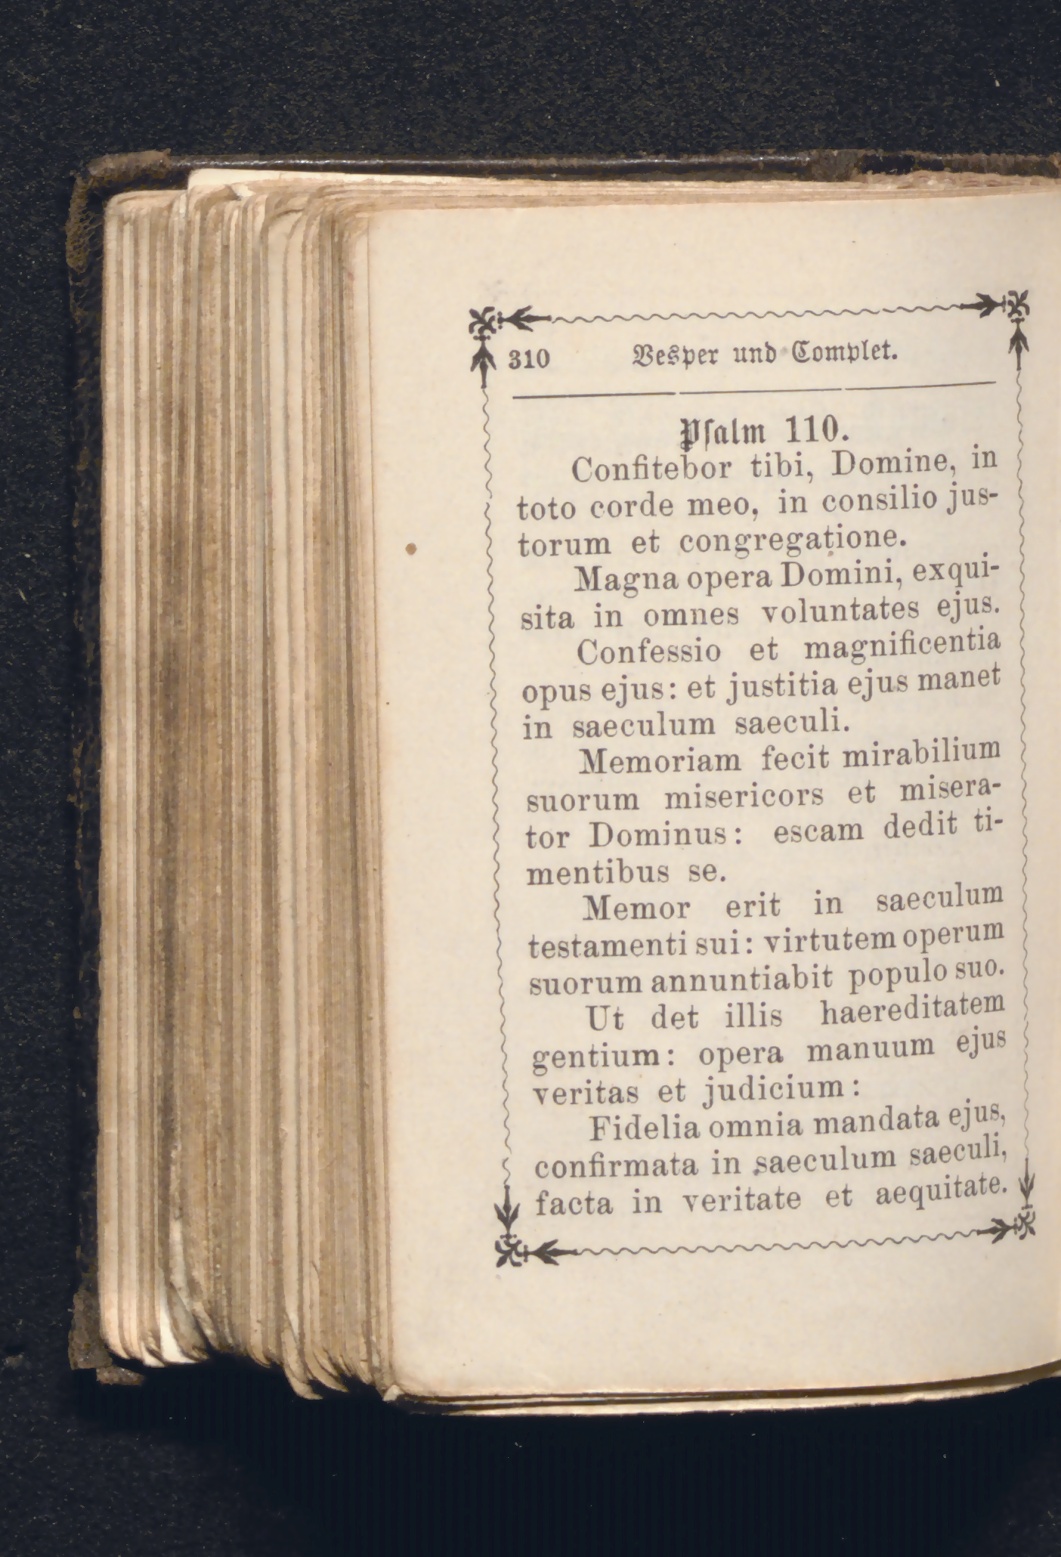 310 Vesper und Complet.
Psalm 110.
Confitebor tibi, Domine, in
toto corde meo, in consilio jus-
torum et congregatione.
Magna opera Domini, exqui-
sita in omnes voluntates ejus.
Confessio et magnificentia
opus ejus: et justitia ejus manet
in saeculum saeculi.
Memoriam fecit mirabilium
suorum misericors et misera-
tor Dominus: escam dedit ti-
mentibus se.
Memor erit in saeculum
testamenti sui: virtutem operum
suorum annuntiabit populo suo.
Ut det illis haereditatem
gentium: opera manuum ejus
veritas et judicium:
Fidelia omnia mandata ejus,
confirmata in saeculum saeculi,
facta in veritate et aequitate.